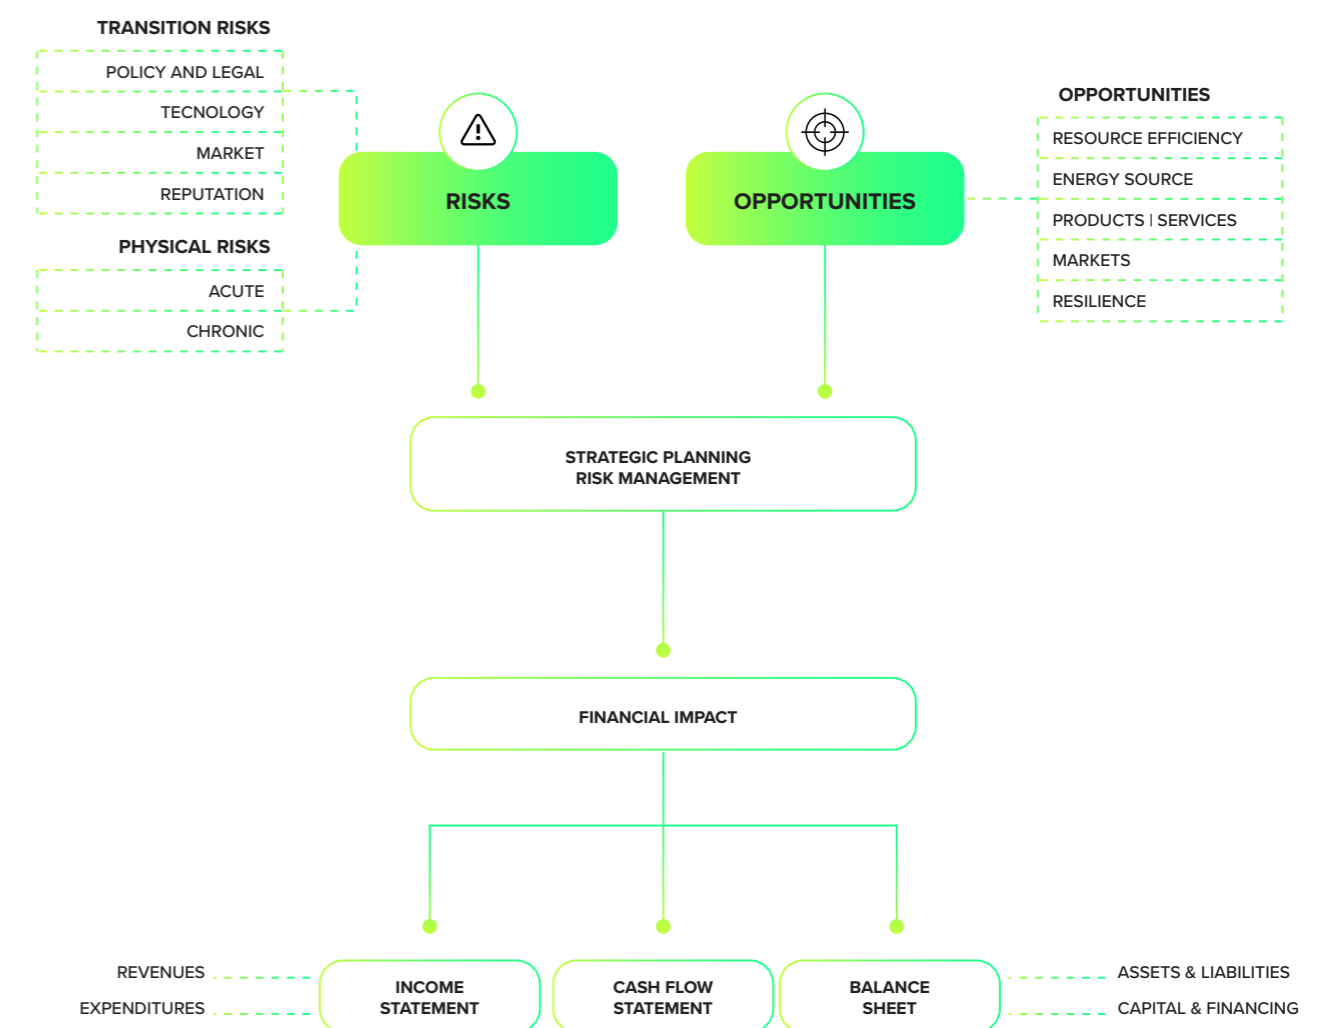 TRANSITION RISKS
POLICY AND LEGAL
TECNOLOGY
MARKET
REPUTATION
PHYSICAL RISKS
ACUTE
CHRONIC
RISKS
OPPORTUNITIES
OPPORTUNITIES
RESOURCE EFFICIENCY
ENERGY SOURCE
PRODUCTS | SERVICES
MARKETS
RESILIENCE
STRATEGIC PLANNING
RISK MANAGEMENT
FINANCIAL IMPACT
REVENUES
EXPENDITURES
INCOME
STATEMENT
CASH FLOW
STATEMENT
BALANCE
SHEET
ASSETS & LIABILITIES
CAPITAL & FINANCING